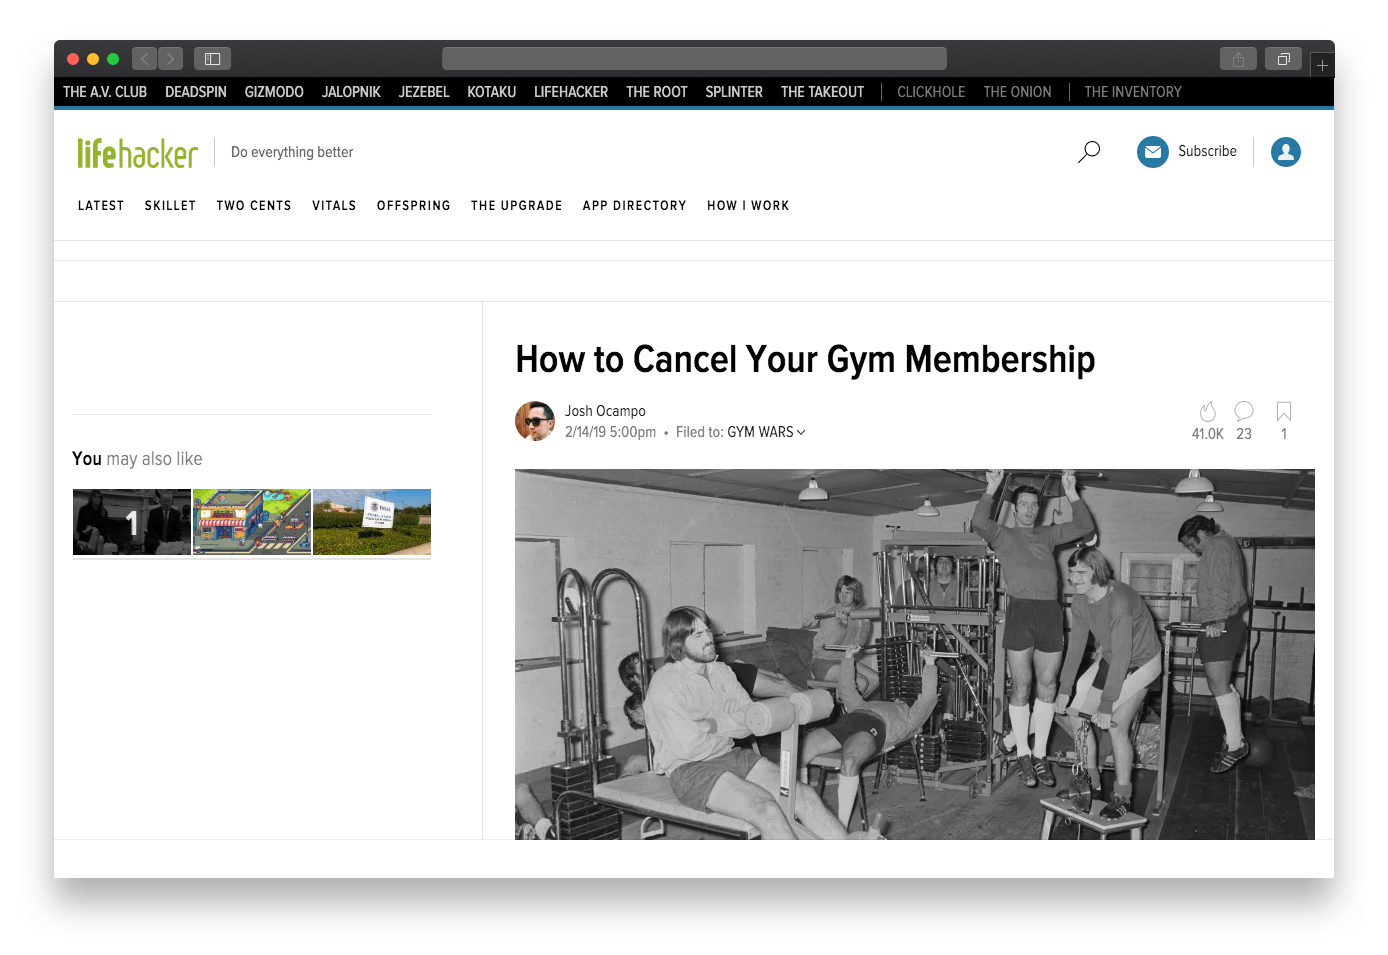 THE A.V. CLUB DEADSPIN GIZMODO JALOPNIK JEZEBEL KOTAKU LIFEHACKER THE ROOT SPLINTER THE TAKEOUT CLICKHOLE THE ONION THE INVENTORY
lifehacker Do everything better Subscribe
LATEST SKILLET TWO CENTS VITALS OFFSPRING THE UPGRADE APP DIRECTORY HOW I WORK
How to Cancel Your Gym Membership
Josh Ocampo
2/14/19 5:00pm • Filed to: GYM WARS
41.0K 23 1
You may also like
1